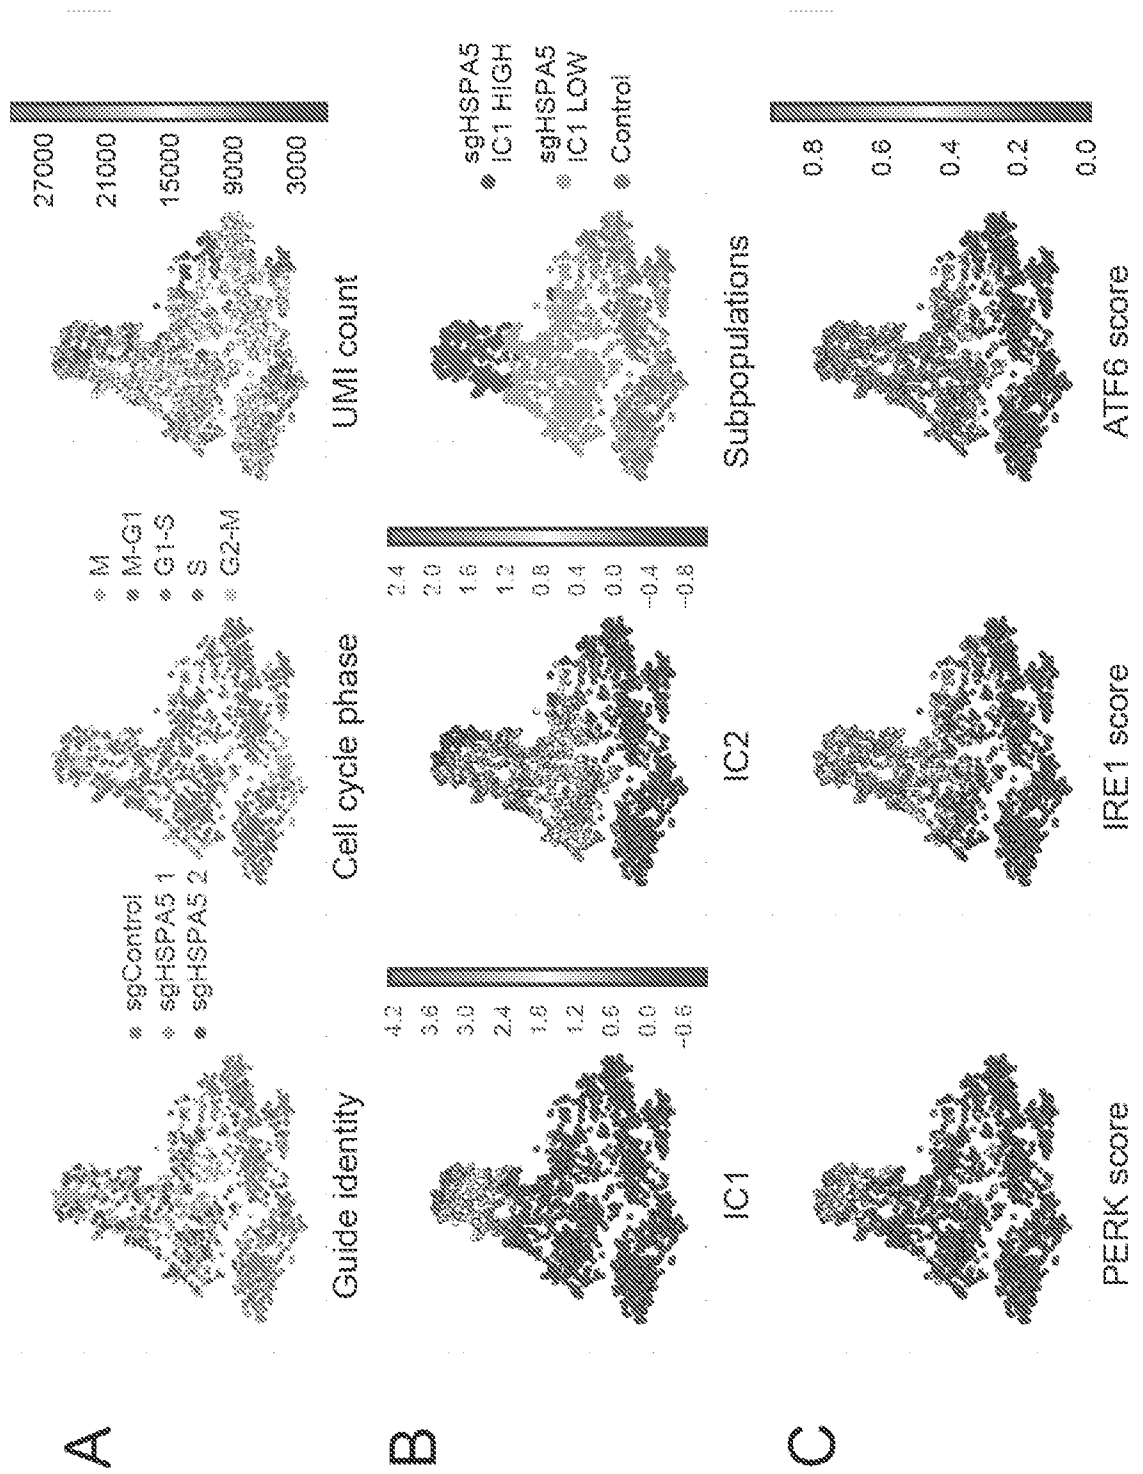 A
Guide identity
sgControl
sgHSPA5 1
sgHSPA5 2
Cell cycle phase
M
M-G1
G1-S
S
G2-M
UMI count
27000
21000
15000
9000
3000
B
IC1
4.2
3.6
3.0
2.4
1.8
1.2
0.6
0.0
–0.6
IC2
2.4
2.0
1.6
1.2
0.8
0.4
0.0
–0.4
–0.8
Subpopulations
sgHSPA5
IC1 HIGH
sgHSPA5
IC1 LOW
Control
C
PERK score
IRE1 score
ATF6 score
0.8
0.6
0.4
0.2
0.0